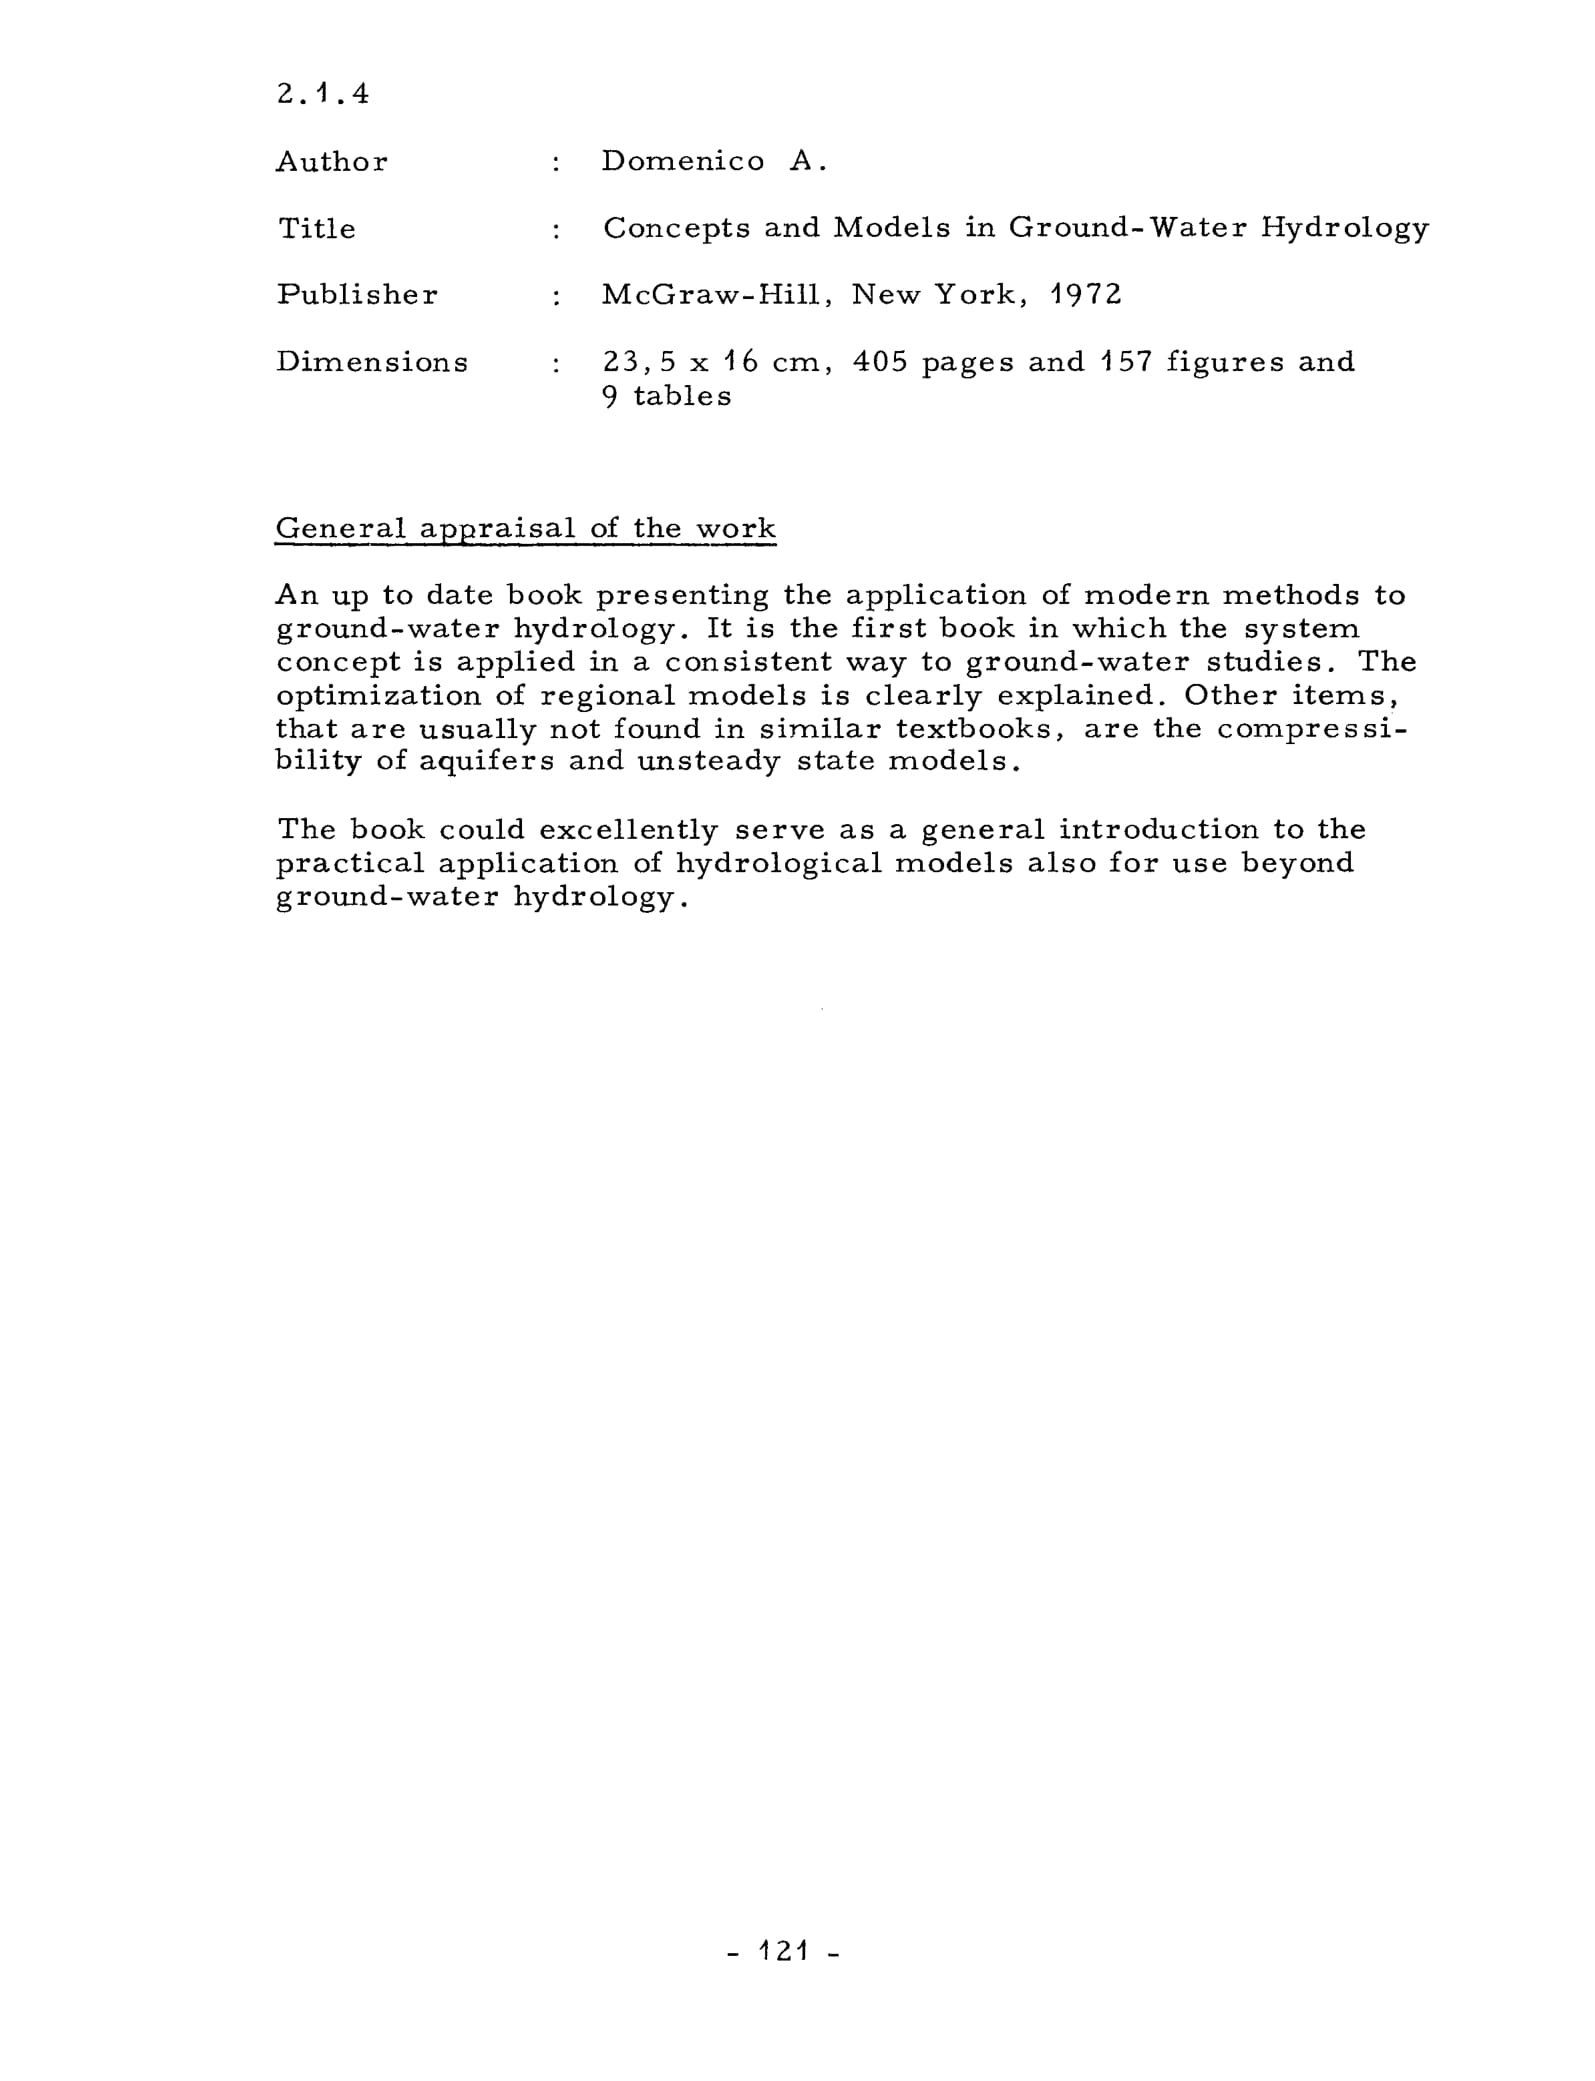 2.1.4
Author : Domenico A.
Title : Concepts and Models in Ground-Water Hydrology
Publisher : McGraw-Hill, New York, 1972
Dimensions : 23,5 x 16 cm, 405 pages and 157 figures and
9 tables
General appraisal of the work
An up to date book presenting the application of modern methods to
ground-water hydrology. It is the first book in which the system
concept is applied in a consistent way to ground-water studies. The
optimization of regional models is clearly explained. Other items,
that are usually not found in similar textbooks, are the compressi-
bility of aquifers and unsteady state models.
The book could excellently serve as a general introduction to the
practical application of hydrological models also for use beyond
ground-water hydrology.
- 121 -